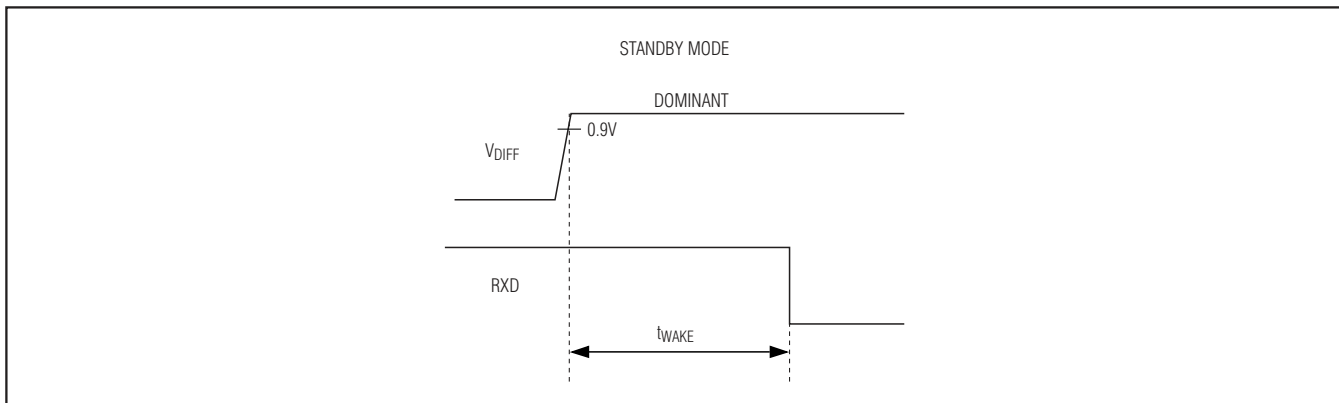 STANDBY MODE
DOMINANT
0.9V
VDIFF
RXD
tWAKE